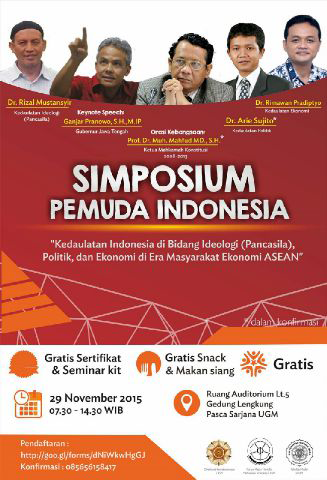 Dr. Rizal Mustansyir
Kedaulatan Ideologi
(Pancasila)
Keynote Speech:
Ganjar Pranowo, S.H., M.IP
Gubernur Jawa Tengah
Orasi Kebangsaan:
Prof. Dr. Moh. Mahfud MD., S.H.*
Ketua Mahkamah Konstitusi
2008-2013
Dr. Arie Sujito*
Kedaulatan Politik
Dr. Rimawan Pradiptyo
Kedaulatan Ekonomi
SIMPOSIUM
PEMUDA INDONESIA
"Kedaulatan Indonesia di Bidang Ideologi (Pancasila),
Politik, dan Ekonomi di Era Masyarakat Ekonomi ASEAN"
*) dalam konfirmasi
Gratis Sertifikat
& Seminar kit
Gratis Snack
& Makan siang
Gratis
29 November 2015
07.30 - 14.30 WIB
Ruang Auditorium Lt.5
Gedung Lengkung
Pasca Sarjana UGM
Pendaftaran :
http://goo.gl/forms/dNiWkwHgGJ
Konfirmasi : 085656158417